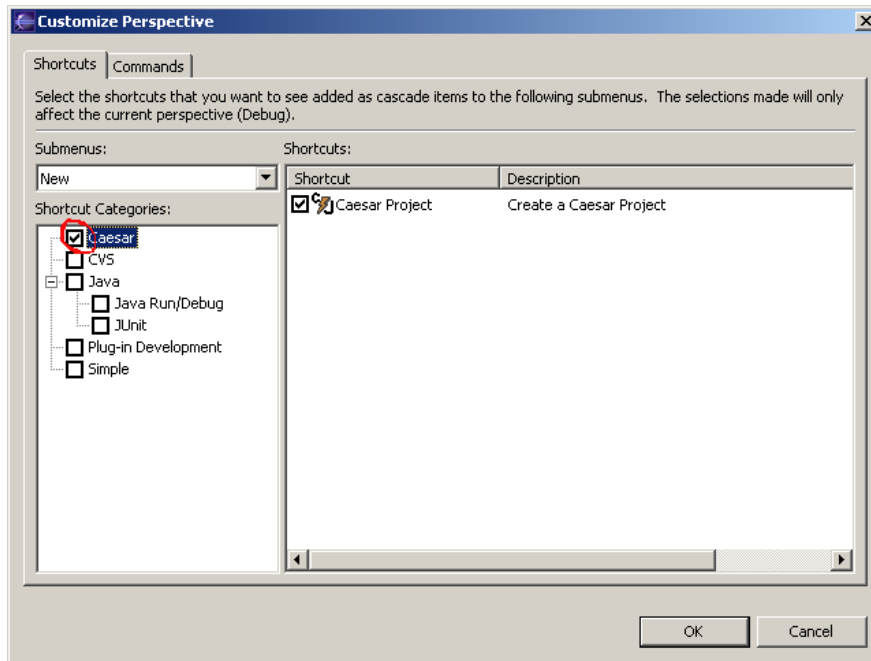 Customize Perspective
Shortcuts
Commands
Select the shortcuts that you want to see added as cascade items to the following submenus. The selections made will only
affect the current perspective (Debug).
Submenus:
New
Shortcut Categories:
Caesar
CVS
Java
Java Run/Debug
JUnit
Plug-in Development
Simple
Shortcuts:
Shortcut
Description
Caesar Project
Create a Caesar Project
OK
Cancel